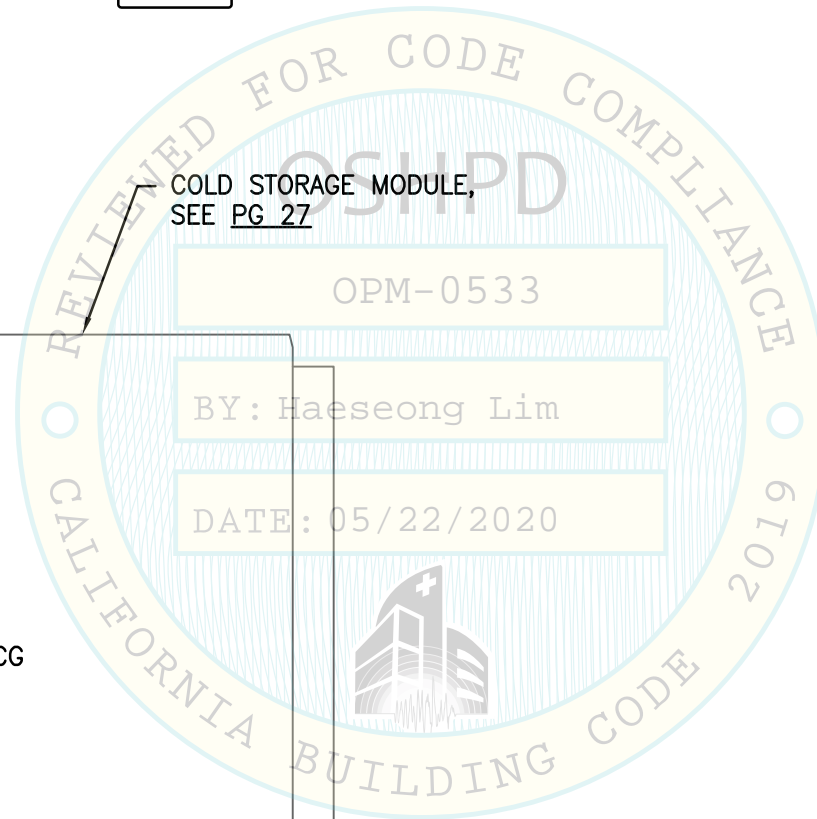 REVIEWED FOR CODE COMPLIANCE
OSHPD
COLD STORAGE MODULE,
SEE PG 27
OPM-0533
BY: Haeseong Lim
DATE: 05/22/2020
CG
CALIFORNIA BUILDING CODE 2019